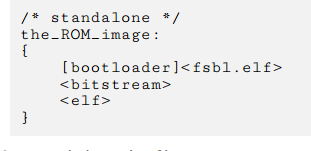 /* standalone */
the_ROM_image:
{
[bootloader]<fsbl.elf>
<bitstream>
<elf>
}